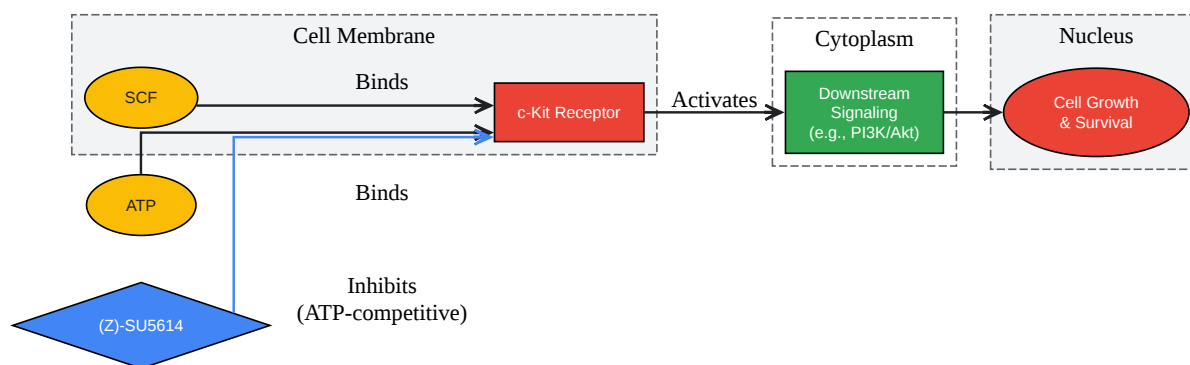 Cell Membrane
Cytoplasm
Nucleus
SCF
Binds
c-Kit Receptor
Activates
Downstream
Signaling
(e.g., PI3K/Akt)
Cell Growth
& Survival
ATP
Binds
Inhibits
(ATP-competitive)
(Z)-SU5614